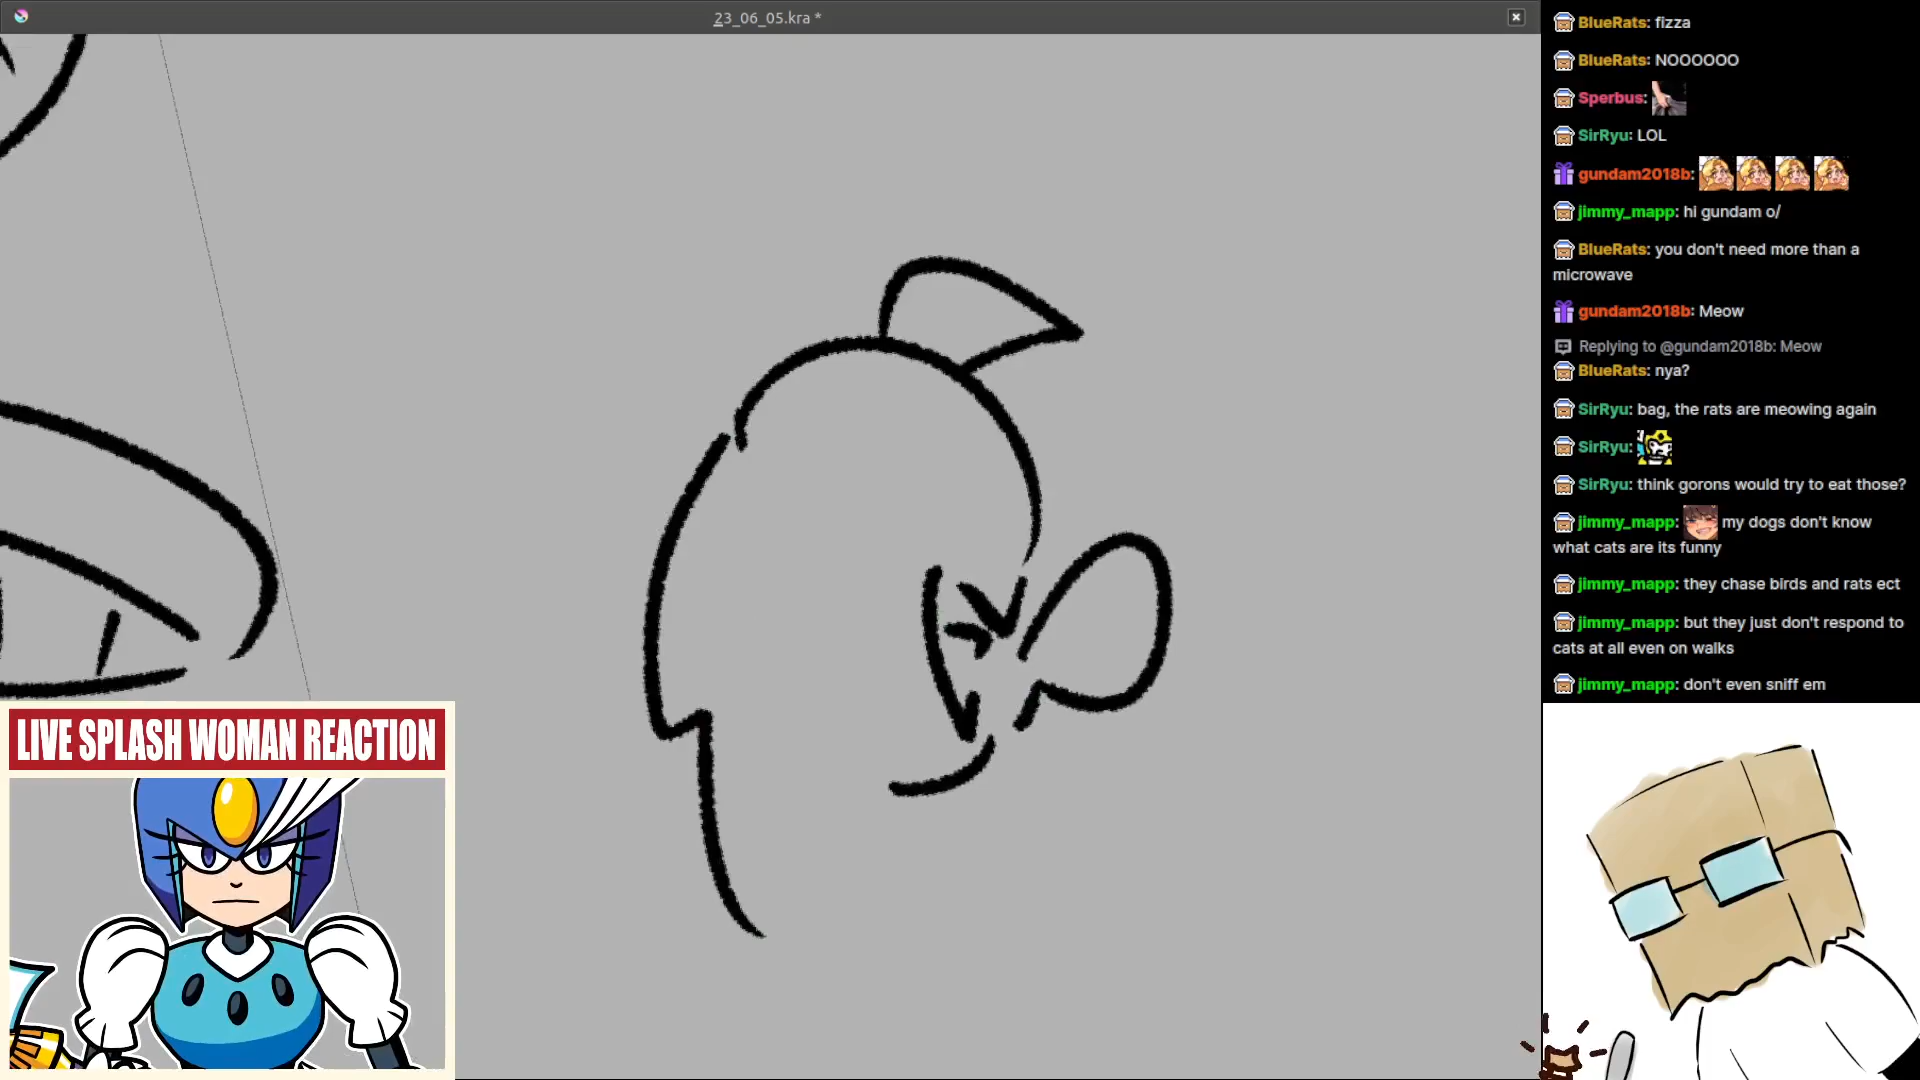 23_06_05.kra *
BlueRats: fizza
BlueRats: NOOOOOO
Sperbus:
SirRyu: LOL
gundam2018b:
jimmy_mapp: hi gundam o/
BlueRats: you don't need more than a
microwave
gundam2018b: Meow
Replying to @gundam2018b: Meow
BlueRats: nya?
SirRyu: bag, the rats are meowing again
SirRyu:
SirRyu: think gorons would try to eat those?
jimmy_mapp: my dogs don't know
what cats are its funny
jimmy_mapp: they chase birds and rats ect
jimmy_mapp: but they just don't respond to
cats at all even on walks
jimmy_mapp: don't even sniff em
LIVE SPLASH WOMAN REACTION